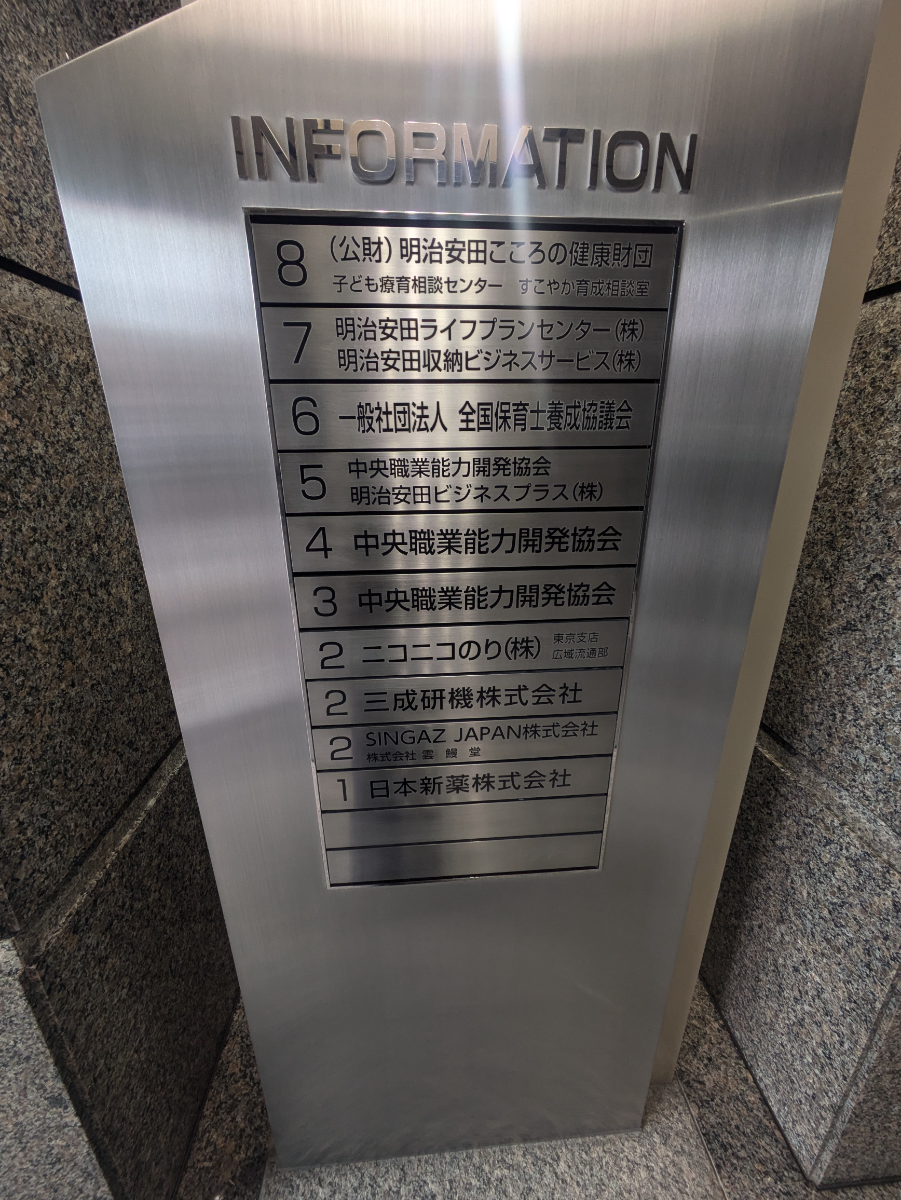 INFORMATION
8 (公財) 明治安田こころの健康財団
子ども療育相談センター すこやか育成相談室
7 明治安田ライフプランセンター(株)
明治安田収納ビジネスサービス(株)
6 一般社団法人 全国保育士養成協議会
5 中央職業能力開発協会
明治安田ビジネスプラス(株)
4 中央職業能力開発協会
3 中央職業能力開発協会
2 ニコニコのり(株) 東京支店
広域流通部
2 三成研機株式会社
2 SINGAZ JAPAN株式会社
株式会社 雲鰻堂
1 日本新薬株式会社